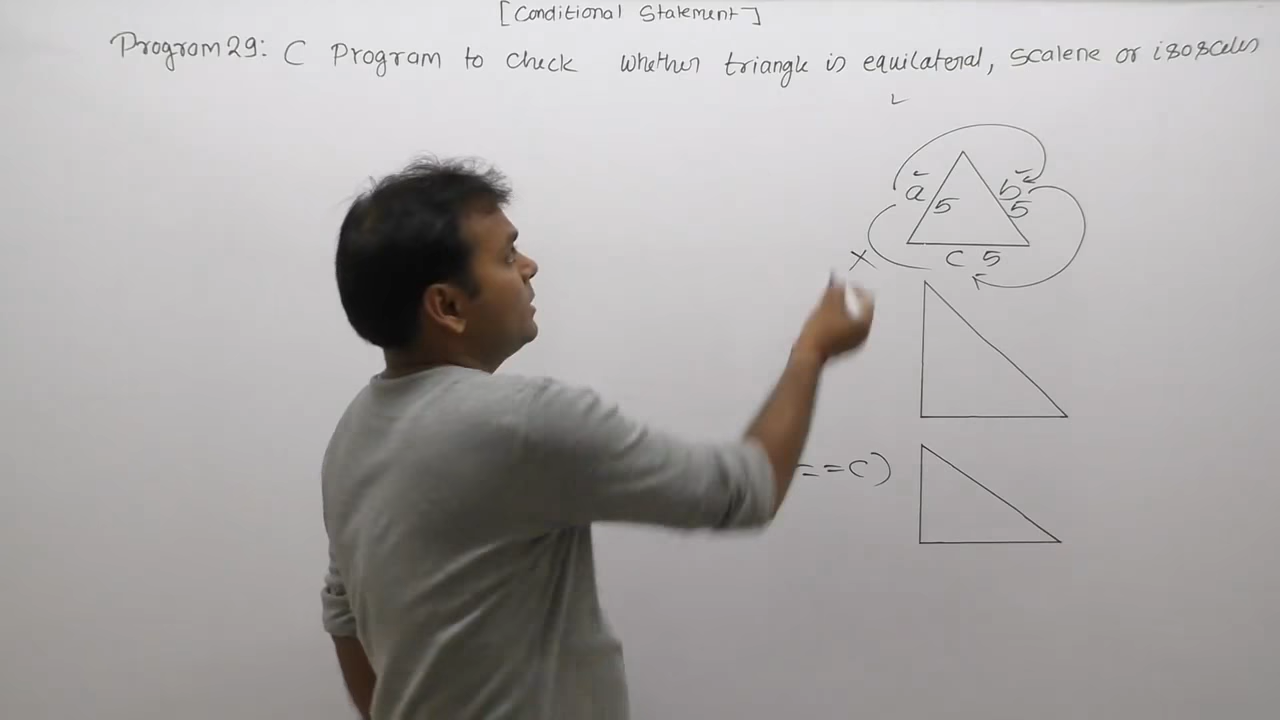 [Conditional Statement]
Program 29: C Program to check whether triangle is equilateral, scalene or isosceles
a b
5 5
c 5
==c)